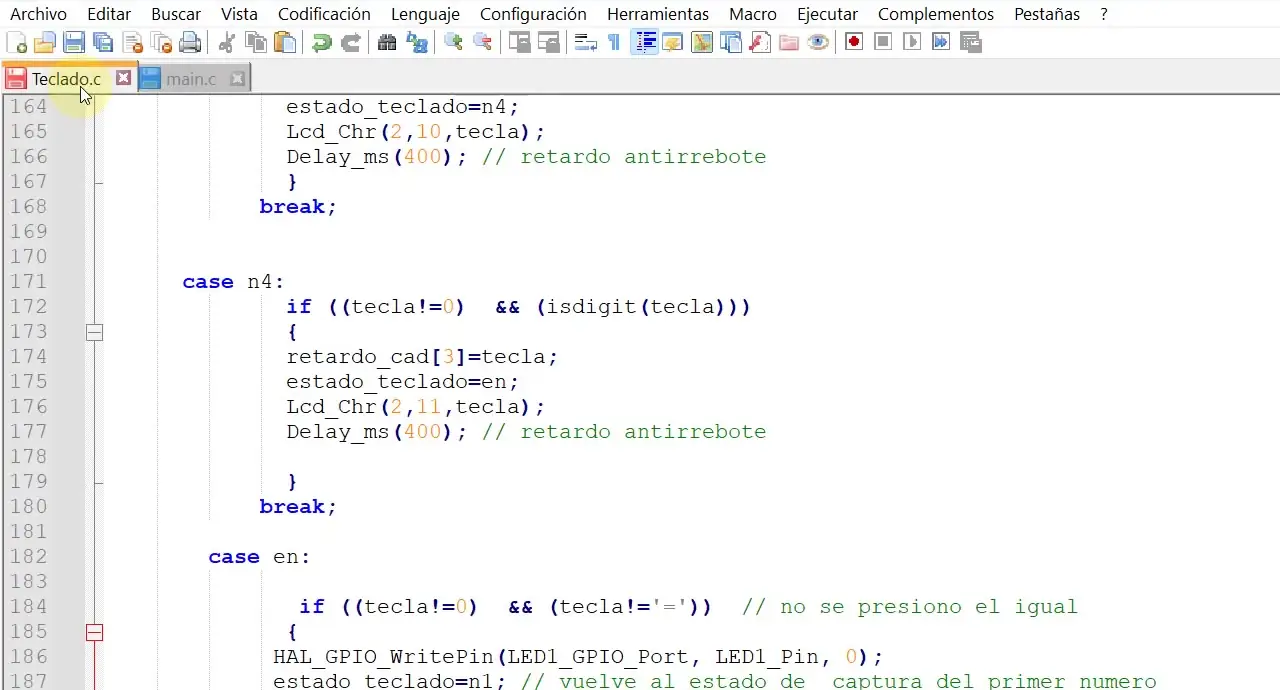 Archivo Editar Buscar Vista Codificación Lenguaje Configuración Herramientas Macro Ejecutar Complementos Pestañas ?
Teclado.c main.c
164 estado_teclado=n4;
165 Lcd_Chr(2,10,tecla);
166 Delay_ms(400); // retardo antirrebote
167 }
168 break;
169
170
171 case n4:
172 if ((tecla!=0) && (isdigit(tecla)))
173 {
174 retardo_cad[3]=tecla;
175 estado_teclado=en;
176 Lcd_Chr(2,11,tecla);
177 Delay_ms(400); // retardo antirrebote
178
179 }
180 break;
181
182 case en:
183
184 if ((tecla!=0) && (tecla!='=')) // no se presiono el igual
185 {
186 HAL_GPIO_WritePin(LED1_GPIO_Port, LED1_Pin, 0);
187 estado_teclado=n1; // vuelve al estado de captura del primer numero